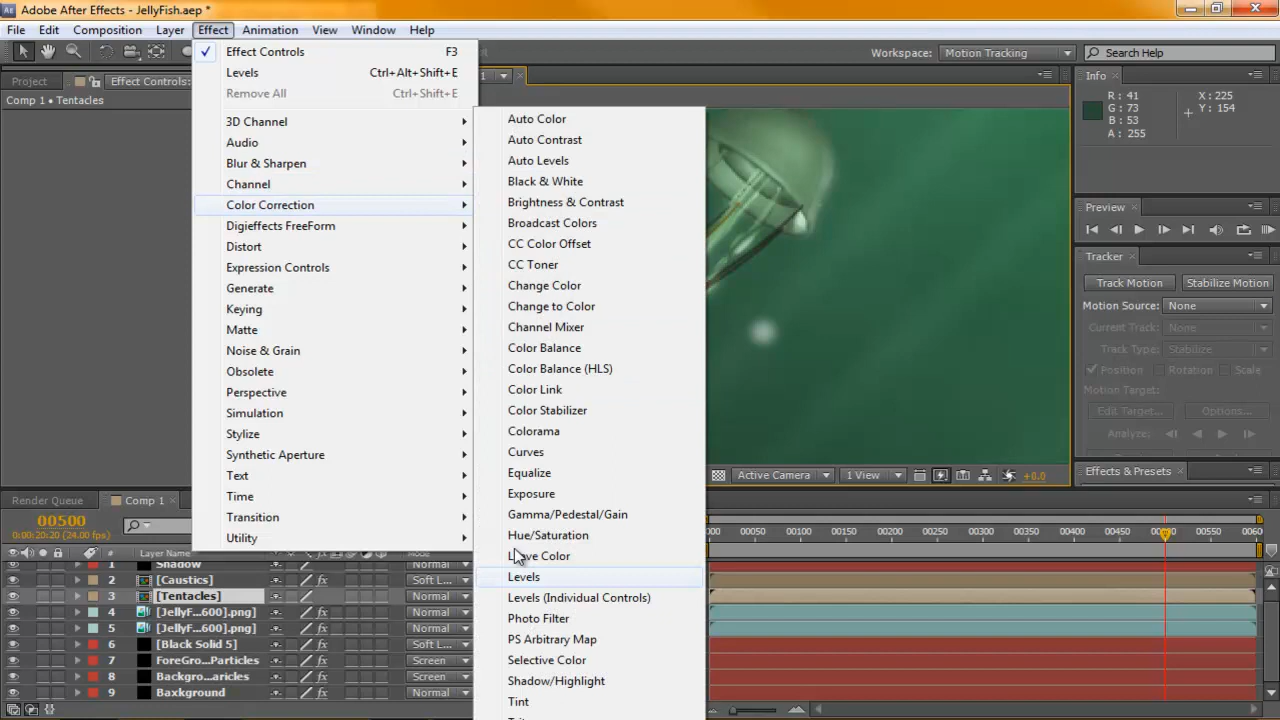 Adobe After Effects - JellyFish.aep *
File Edit Composition Layer Effect Animation View Window Help
Workspace: Motion Tracking Search Help
Project Effect Controls:
Comp 1 • Tentacles
Effect Controls F3
Levels Ctrl+Alt+Shift+E
Remove All Ctrl+Shift+E
3D Channel
Audio
Blur & Sharpen
Channel
Color Correction
Digieffects FreeForm
Distort
Expression Controls
Generate
Keying
Matte
Noise & Grain
Obsolete
Perspective
Simulation
Stylize
Synthetic Aperture
Text
Time
Transition
Utility
Auto Color
Auto Contrast
Auto Levels
Black & White
Brightness & Contrast
Broadcast Colors
CC Color Offset
CC Toner
Change Color
Change to Color
Channel Mixer
Color Balance
Color Balance (HLS)
Color Link
Color Stabilizer
Colorama
Curves
Equalize
Exposure
Gamma/Pedestal/Gain
Hue/Saturation
Color
Levels
Levels (Individual Controls)
Photo Filter
PS Arbitrary Map
Selective Color
Shadow/Highlight
Tint
Info
R: 41 X: 225
G: 73 Y: 154
B: 53
A: 255
Preview
Tracker
Track Motion Stabilize Motion
Motion Source: None
Current Track: None
Track Type: Stabilize
Position Rotation Scale
Motion Target:
Edit Target... Options...
Analyze:
Effects & Presets
Active Camera 1 View +0.0
Render Queue Comp 1
00500
0:00:20:20 (24.00 fps)
00050 00100 00150 00200 00250 00300 00350 00400 00450 00500 00550 0060
Layer Name Mode
1 Shadow Normal
2 [Caustics] Soft L...
3 [Tentacles] Normal
4 [JellyF...600].png] Normal
5 [JellyF...600].png] Normal
6 [Black Solid 5] Soft L...
7 ForeGro...Particles Screen
8 Backgro...aricles Screen
9 Baxkground Normal